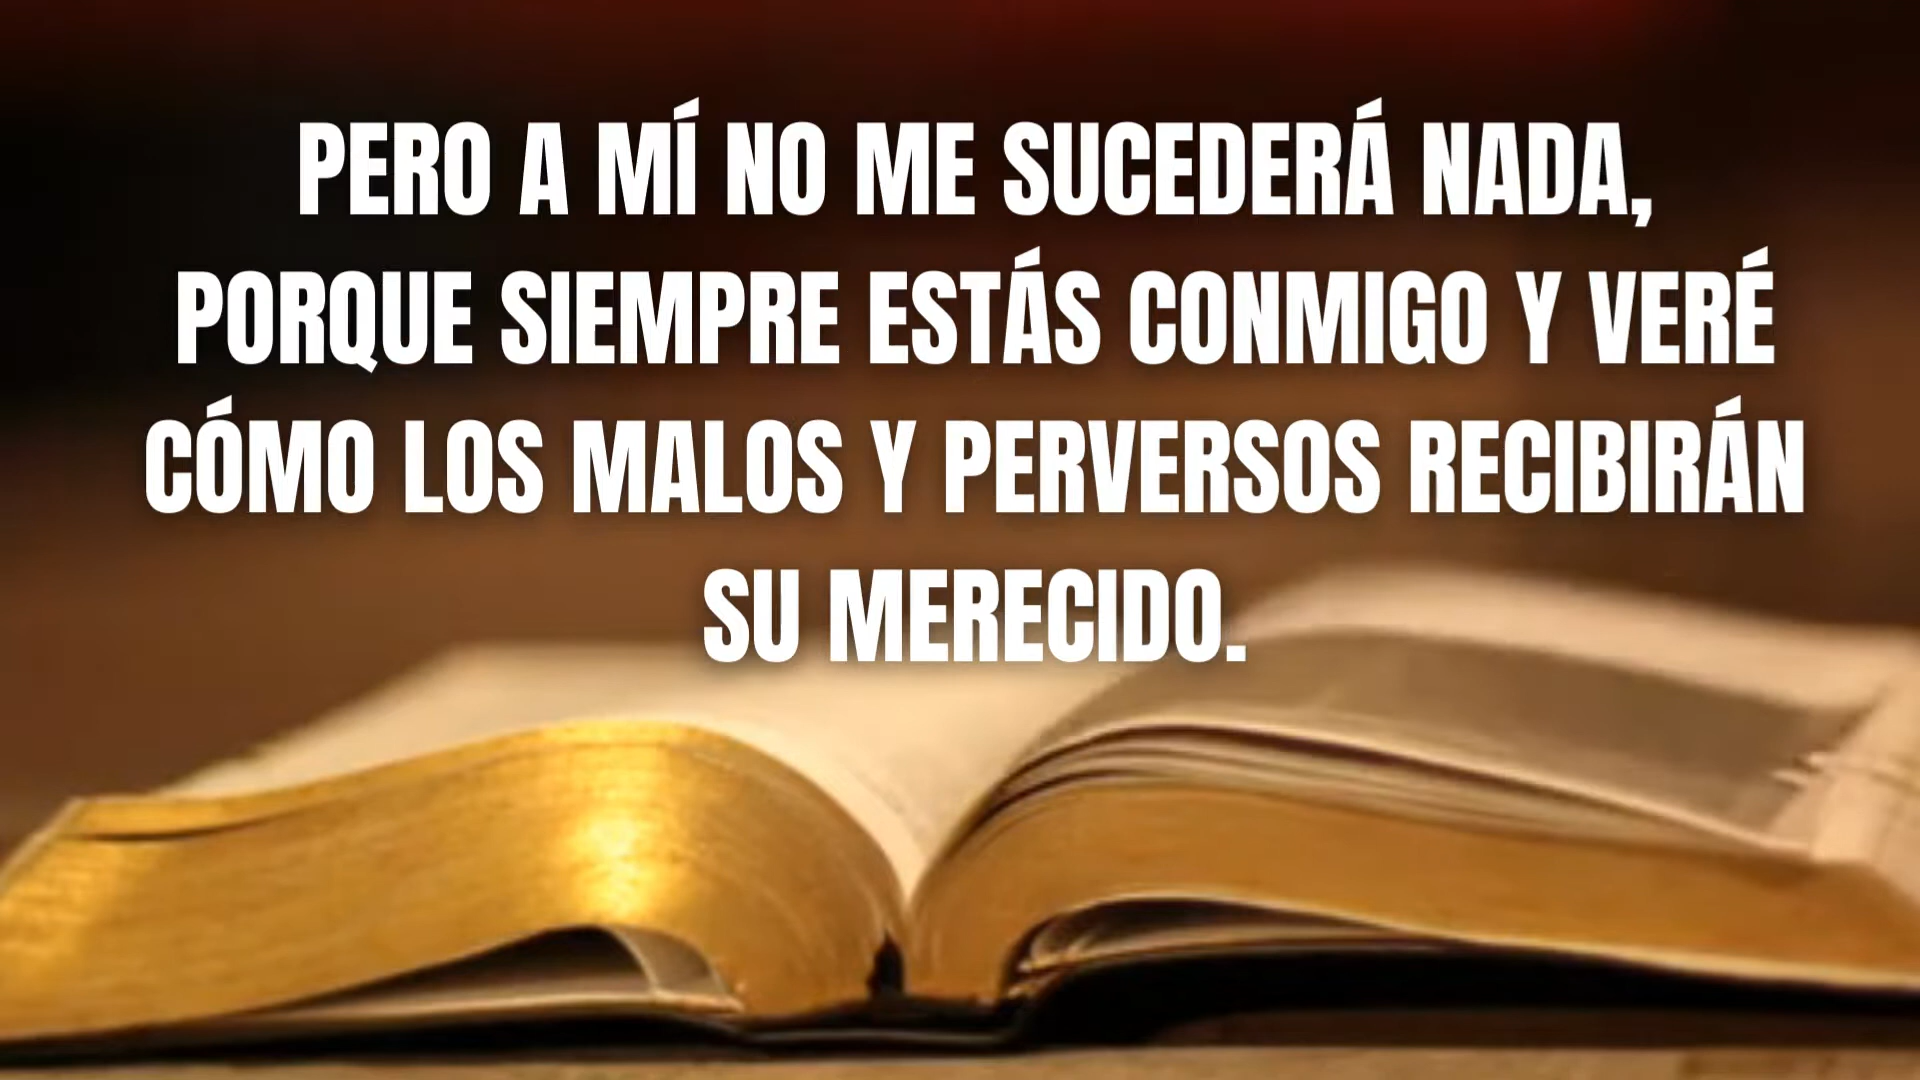 PERO A MÍ NO ME SUCEDERÁ NADA,
PORQUE SIEMPRE ESTÁS CONMIGO Y VERÉ
CÓMO LOS MALOS Y PERVERSOS RECIBIRÁN
SU MERECIDO.